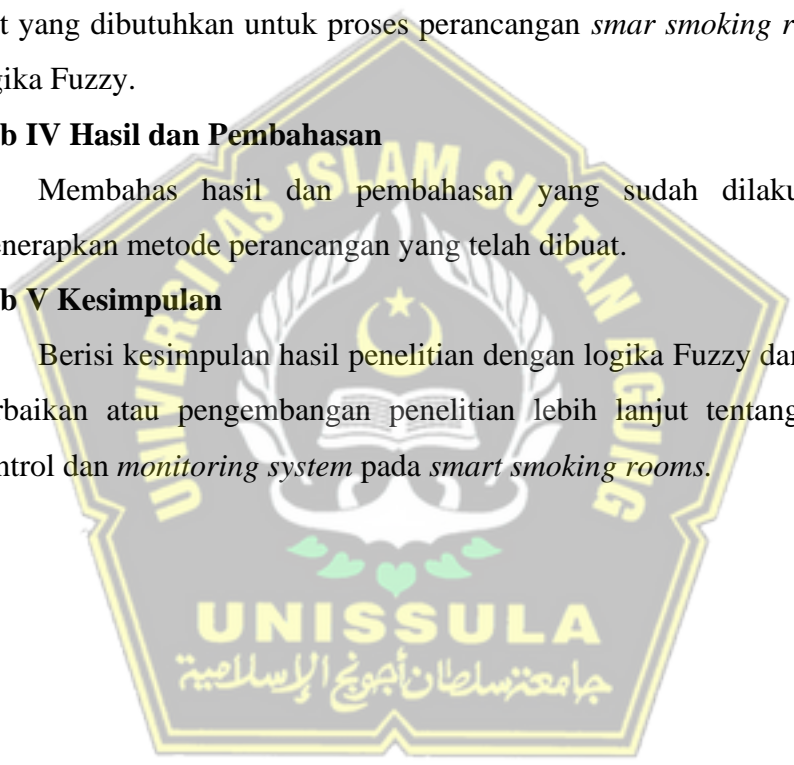 t yang dibutuhkan untuk proses perancangan smar smoking r
gika Fuzzy.
b IV Hasil dan Pembahasan
Membahas hasil dan pembahasan yang sudah dilaku
enerapkan metode perancangan yang telah dibuat.
b V Kesimpulan
Berisi kesimpulan hasil penelitian dengan logika Fuzzy dan
rbaikan atau pengembangan penelitian lebih lanjut tentang
ntrol dan monitoring system pada smart smoking rooms.
UNIVERSITAS ISLAM SULTAN AGUNG
UNISSULA
جامعة سلطان أجونج الإسلامية